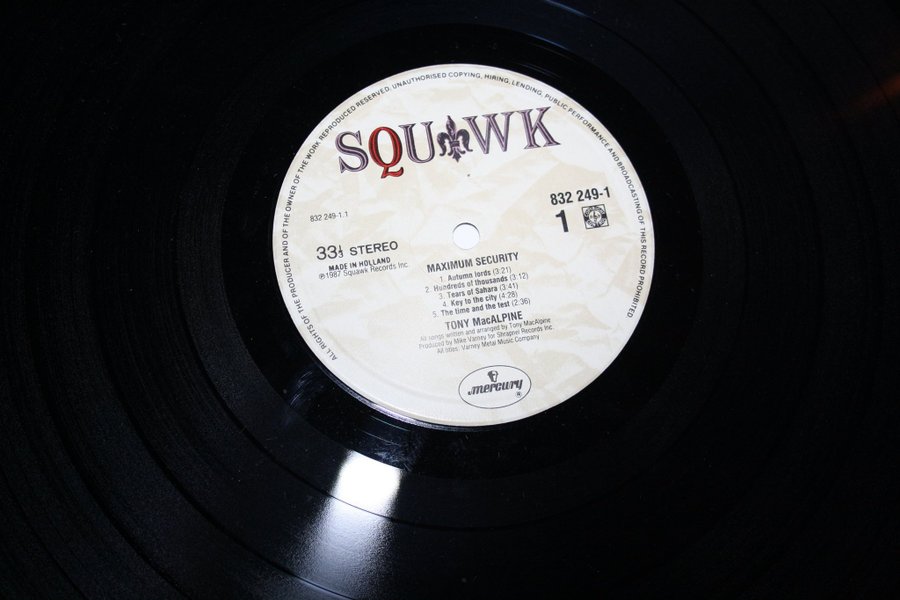 ALL RIGHTS OF THE PRODUCER AND OF THE OWNER OF THE WORK REPRODUCED RESERVED, UNAUTHORISED COPYING, HIRING, LENDING, PUBLIC PERFORMANCE AND BROADCASTING OF THIS RECORD PROHIBITED
SQUAWK
832 249-1
1
832 249-1.1
33⅓ STEREO
MADE IN HOLLAND
℗1987 Squawk Records Inc.
MAXIMUM SECURITY
1. Autumn lords (3:21)
2. Hundreds of thousands (3:12)
3. Tears of Sahara (3:41)
4. Key to the city (4:28)
5. The time and the test (2:36)
TONY MacALPINE
All songs written and arranged by Tony MacAlpine
Produced by Mike Varney for Shrapnel Records Inc.
All titles: Varney Metal Music Company
mercury ®